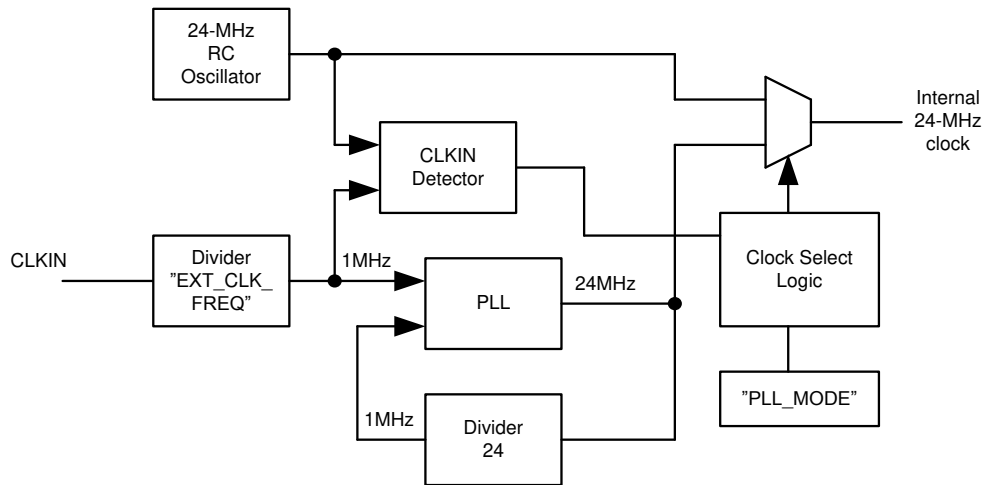 24-MHz
RC
Oscillator
Internal
24-MHz
clock
CLKIN
Detector
CLKIN
Divider
”EXT_CLK_
FREQ”
1MHz
PLL
24MHz
Clock Select
Logic
”PLL_MODE”
1MHz
Divider
24